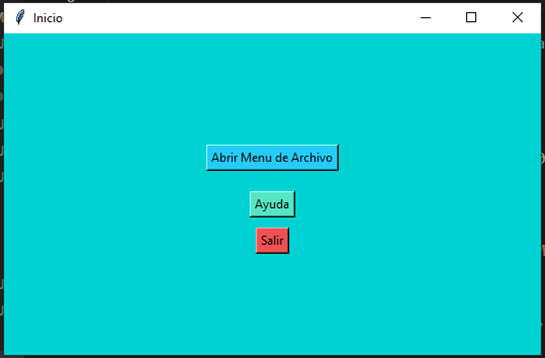 Inicio
Abrir Menu de Archivo
Ayuda
Salir